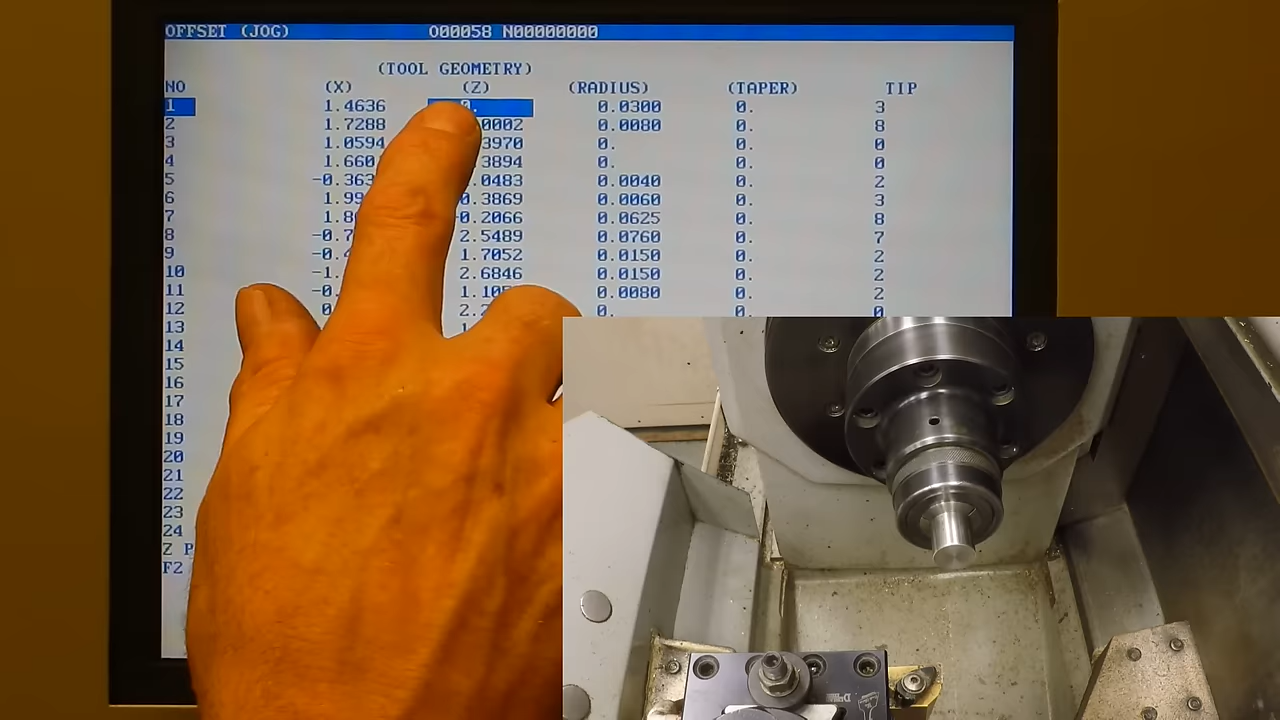 OFFSET (JOG) O00058 N00000000
(TOOL GEOMETRY)
NO (X) (Z) (RADIUS) (TAPER) TIP
1 1.4636 0. 0.0300 0. 3
2 1.7288 0002 0.0080 0. 8
3 1.0594 3970 0. 0. 0
4 1.660 3894 0. 0. 0
5 -0.363 .0483 0.0040 0. 2
6 1.99 0.3869 0.0060 0. 3
7 1.8 -0.2066 0.0625 0. 8
8 -0.7 2.5489 0.0760 0. 7
9 -0. 1.7052 0.0150 0. 2
10 -1. 2.6846 0.0150 0. 2
11 -0. 1.10 0.0080 0. 2
12 0. 2. 0. 0. 0
13
14
15
16
17
18
19
20
21
22
23
24
Z P
F2